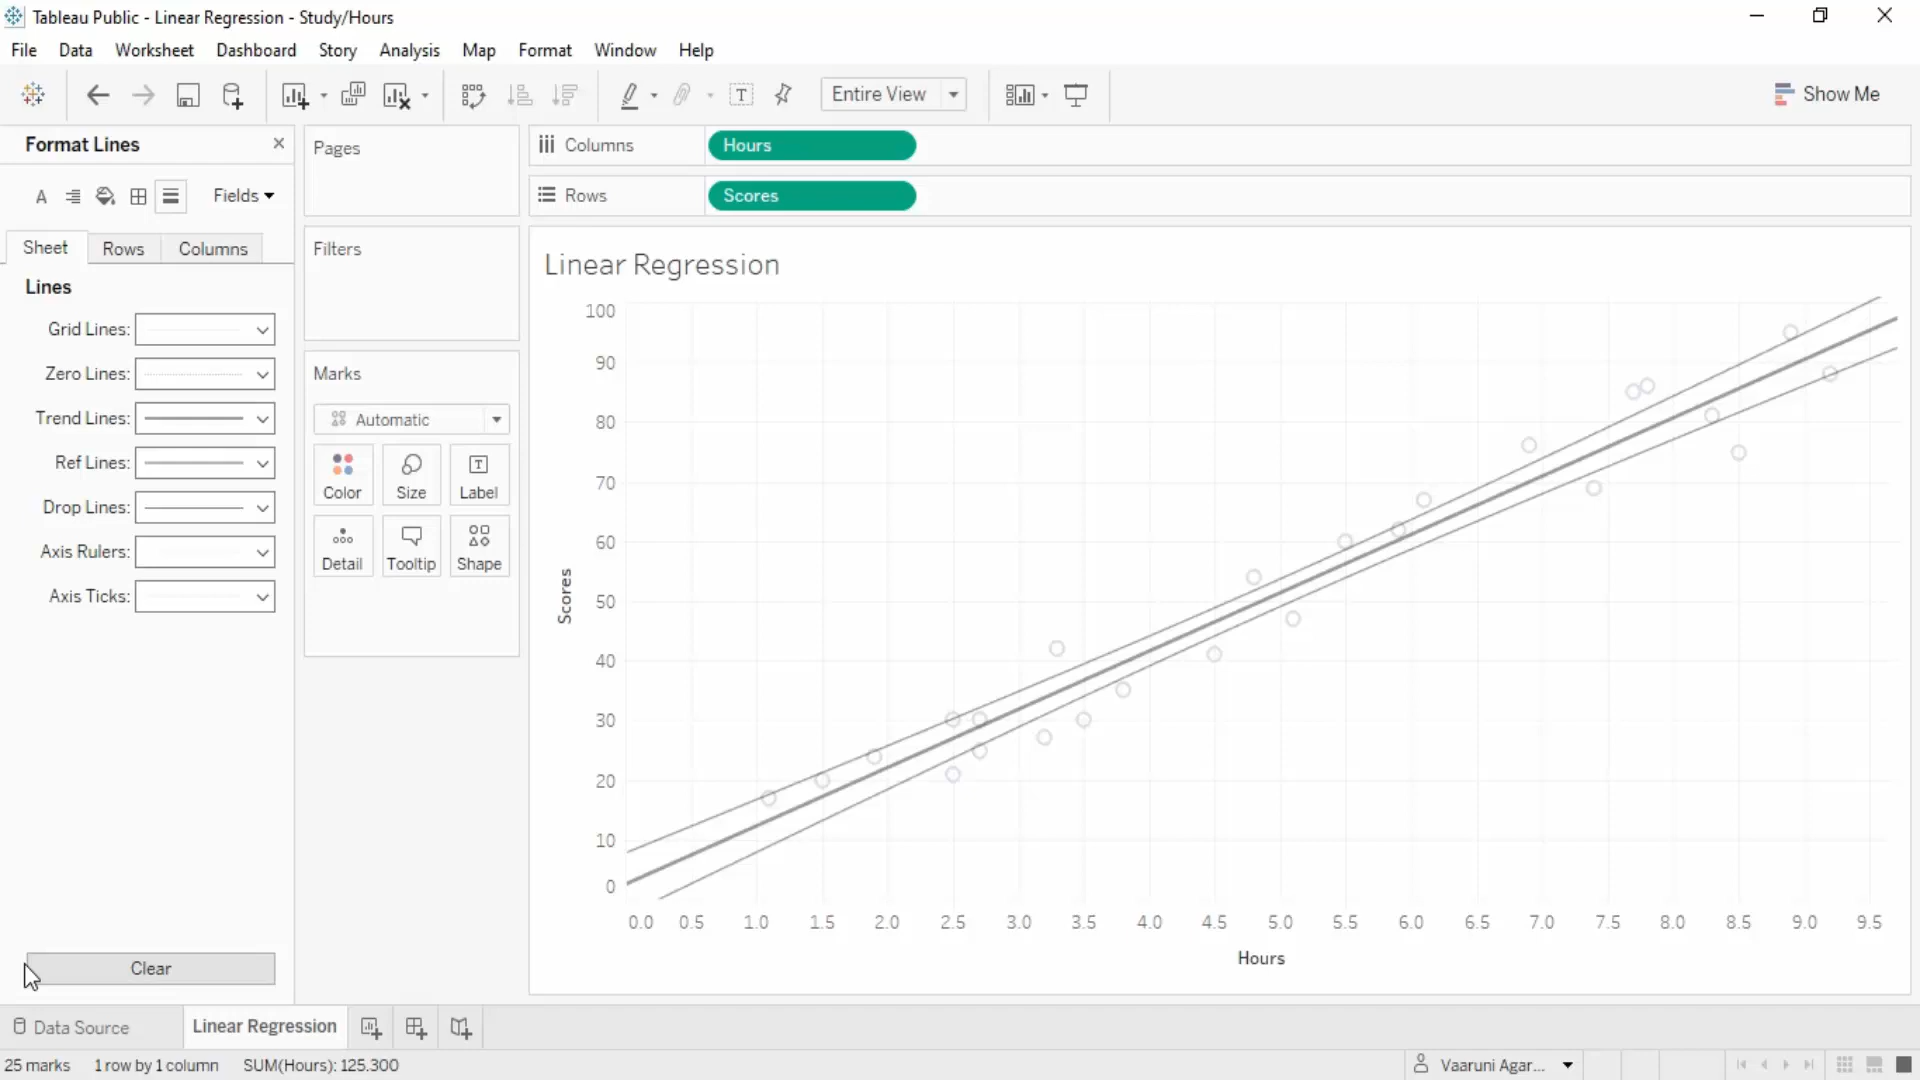 Tableau Public - Linear Regression - Study/Hours
File Data Worksheet Dashboard Story Analysis Map Format Window Help
Entire View
Show Me
Format Lines
A
Fields
Sheet Rows Columns
Lines
Grid Lines:
Zero Lines:
Trend Lines:
Ref Lines:
Drop Lines:
Axis Rulers:
Axis Ticks:
Clear
Pages
Filters
Marks
Automatic
Color Size Label
Detail Tooltip Shape
Columns Hours
Rows Scores
Linear Regression
100
90
80
70
60
50
40
30
20
10
0
Scores
0.0 0.5 1.0 1.5 2.0 2.5 3.0 3.5 4.0 4.5 5.0 5.5 6.0 6.5 7.0 7.5 8.0 8.5 9.0 9.5
Hours
Data Source Linear Regression
25 marks 1 row by 1 column SUM(Hours): 125.300 Vaaruni Agar...